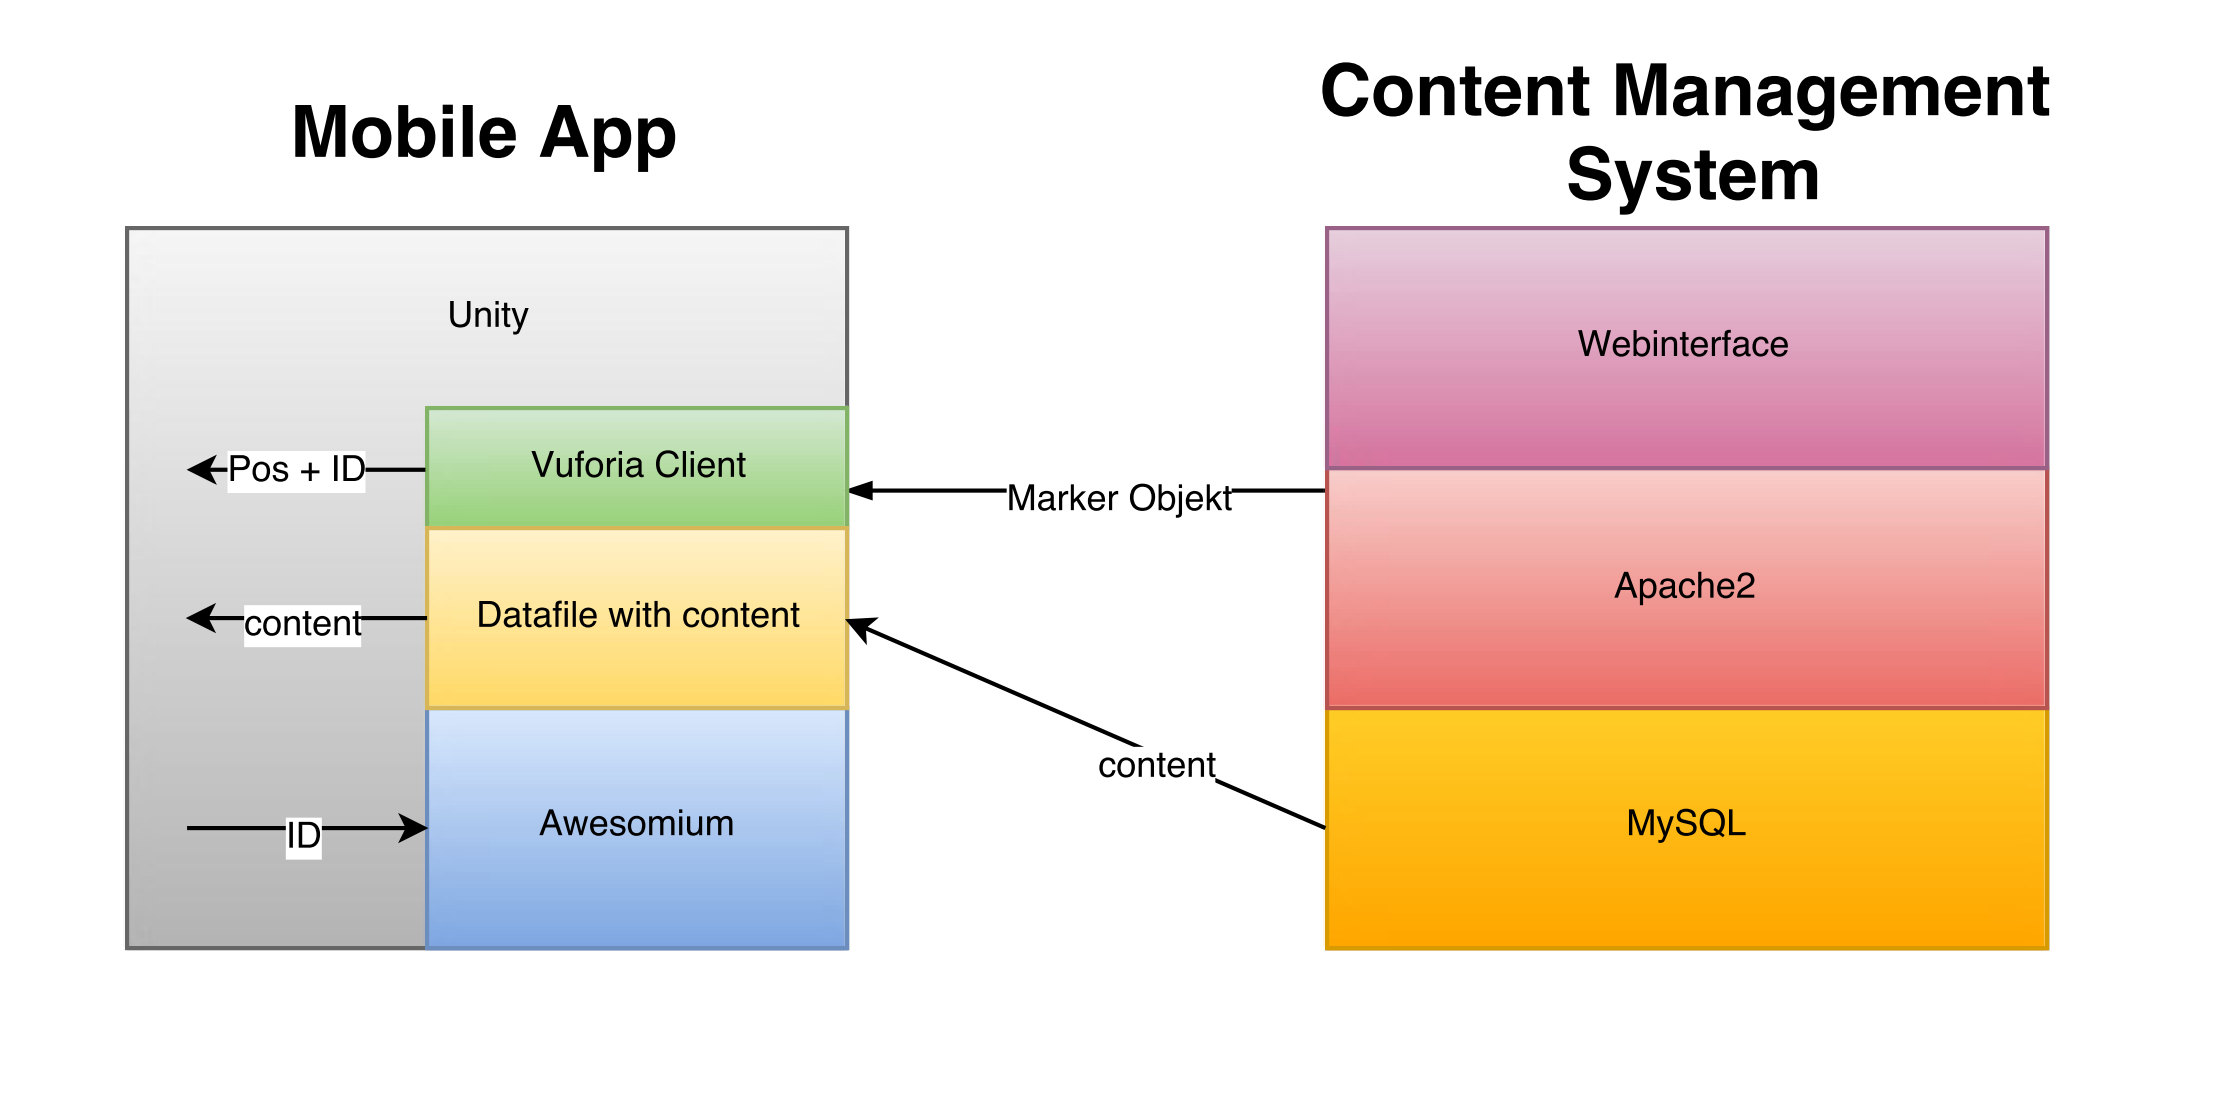 Mobile App
Content Management
System
Unity
Vuforia Client
Pos + ID
Datafile with content
content
Awesomium
ID
Marker Objekt
content
Webinterface
Apache2
MySQL